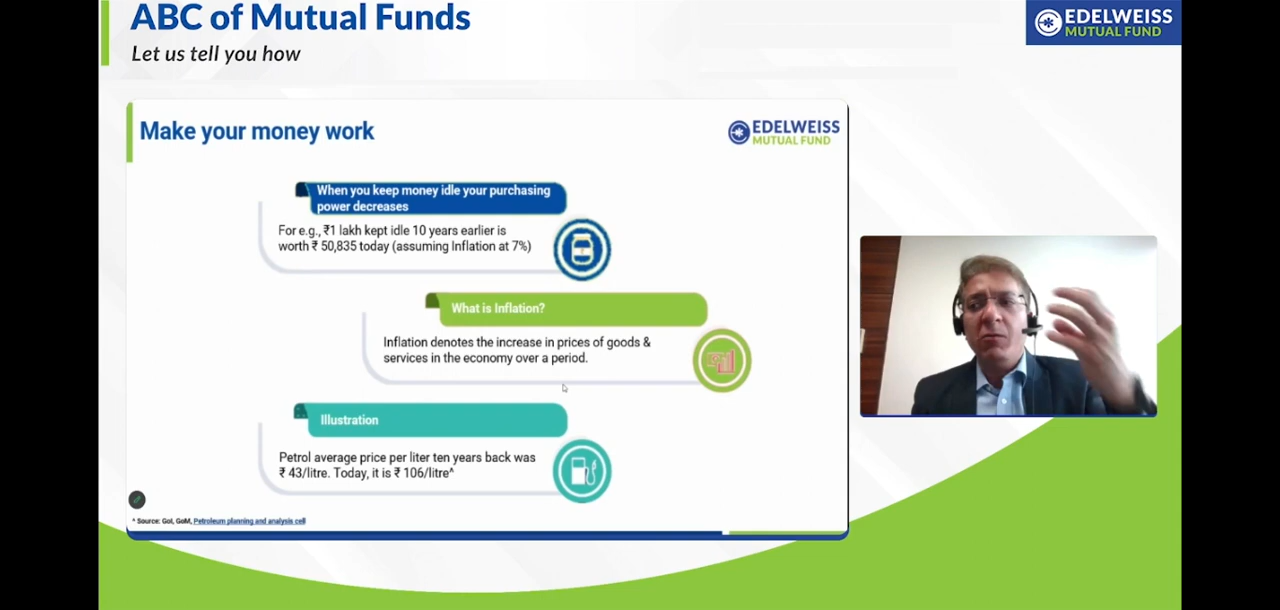 ABC of Mutual Funds
Let us tell you how
EDELWEISS
MUTUAL FUND
Make your money work
EDELWEISS
MUTUAL FUND
When you keep money idle your purchasing
power decreases
For e.g., ₹1 lakh kept idle 10 years earlier is
worth ₹ 50,835 today (assuming Inflation at 7%)
What is Inflation?
Inflation denotes the increase in prices of goods &
services in the economy over a period.
Illustration
Petrol average price per liter ten years back was
₹ 43/litre. Today, it is ₹ 106/litre^
^ Source: GoI, GoM, Petroleum planning and analysis cell